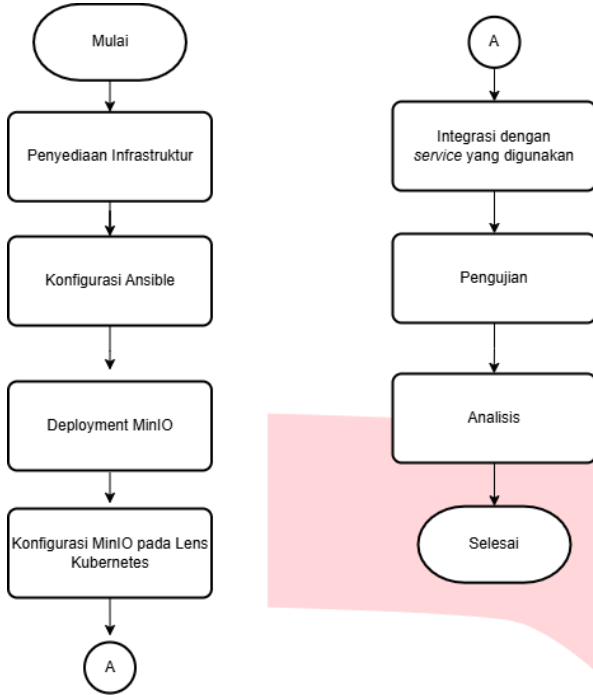 Mulai
Penyediaan Infrastruktur
Konfigurasi Ansible
Deployment MinIO
Konfigurasi MinIO pada Lens
Kubernetes
A
A
Integrasi dengan
service yang digunakan
Pengujian
Analisis
Selesai